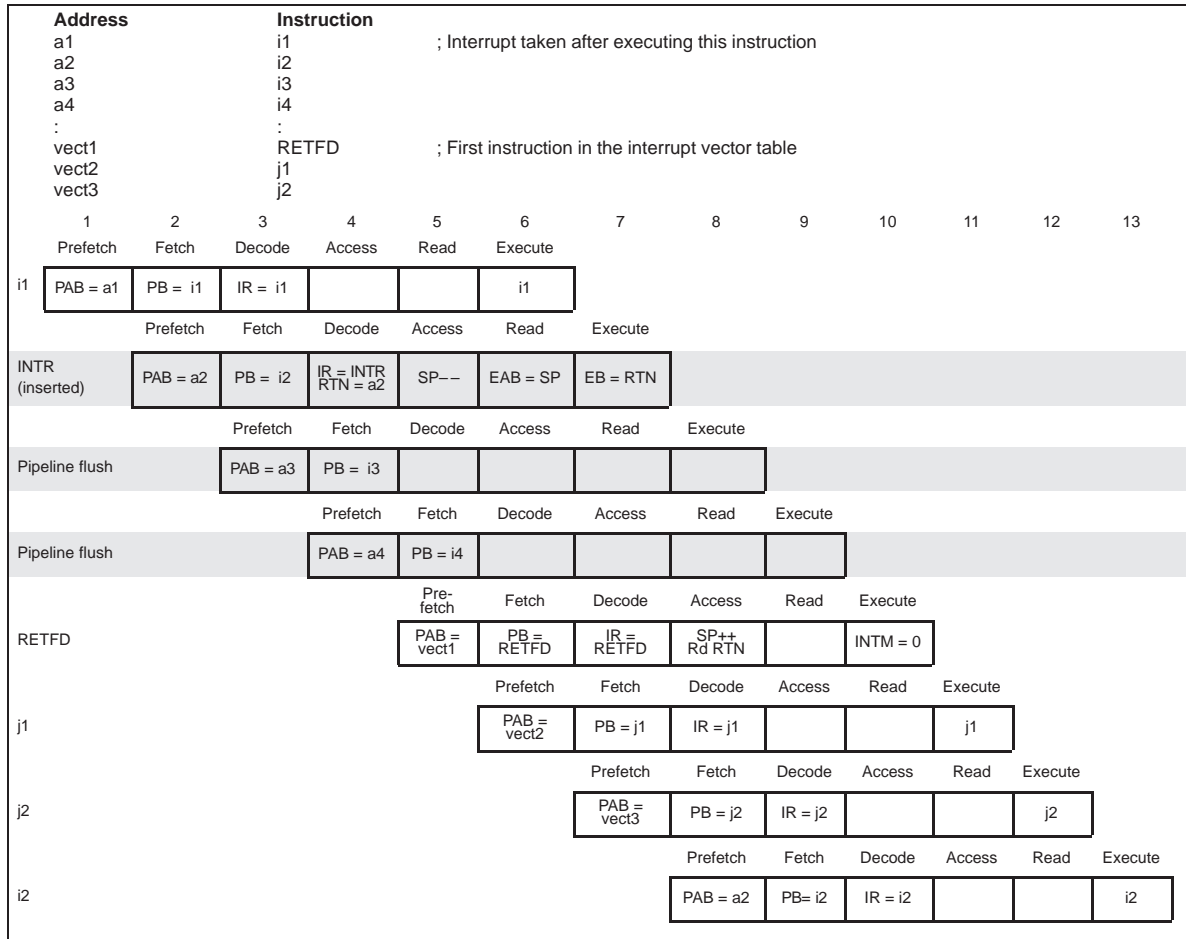 Address Instruction
a1 i1 ; Interrupt taken after executing this instruction
a2 i2
a3 i3
a4 i4
: :
vect1 RETFD ; First instruction in the interrupt vector table
vect2 j1
vect3 j2
1 2 3 4 5 6 7 8 9 10 11 12 13
Prefetch Fetch Decode Access Read Execute
i1 PAB = a1 PB = i1 IR = i1 i1
Prefetch Fetch Decode Access Read Execute
INTR
(inserted)
PAB = a2 PB = i2 IR = INTR
RTN = a2
SP−− EAB = SP EB = RTN
Prefetch Fetch Decode Access Read Execute
Pipeline flush PAB = a3 PB = i3
Prefetch Fetch Decode Access Read Execute
Pipeline flush PAB = a4 PB = i4
Pre-
fetch
Fetch Decode Access Read Execute
RETFD
PAB =
vect1
PB =
RETFD
IR =
RETFD
SP++
Rd RTN
INTM = 0
Prefetch Fetch Decode Access Read Execute
j1
PAB =
vect2
PB = j1 IR = j1 j1
Prefetch Fetch Decode Access Read Execute
j2
PAB =
vect3
PB = j2 IR = j2 j2
Prefetch Fetch Decode Access Read Execute
i2 PAB = a2 PB= i2 IR = i2 i2